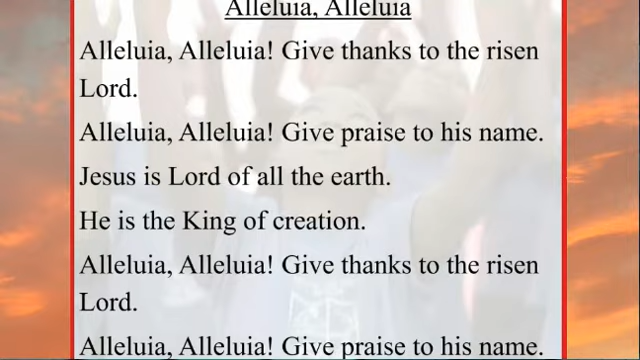 Alleluia, Alleluia
Alleluia, Alleluia! Give thanks to the risen
Lord.
Alleluia, Alleluia! Give praise to his name.
Jesus is Lord of all the earth.
He is the King of creation.
Alleluia, Alleluia! Give thanks to the risen
Lord.
Alleluia, Alleluia! Give praise to his name.